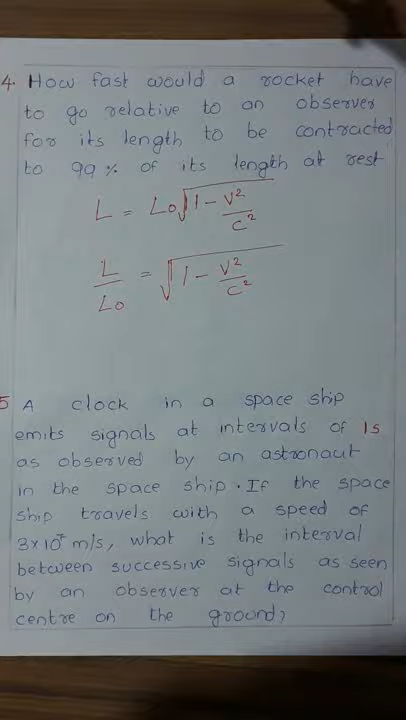 4. How fast would a rocket have
to go relative to an observer
for its length to be contracted
to 99% of its length at rest
L = L₀√1 - V²/C²
L/L₀ = √1 - V²/C²
5 A clock in a space ship
emits signals at intervals of 1s
as observed by an astronaut
in the space ship. If the space
ship travels with a speed of
3×10⁷ m/s, what is the interval
between successive signals as seen
by an observer at the control
centre on the ground?